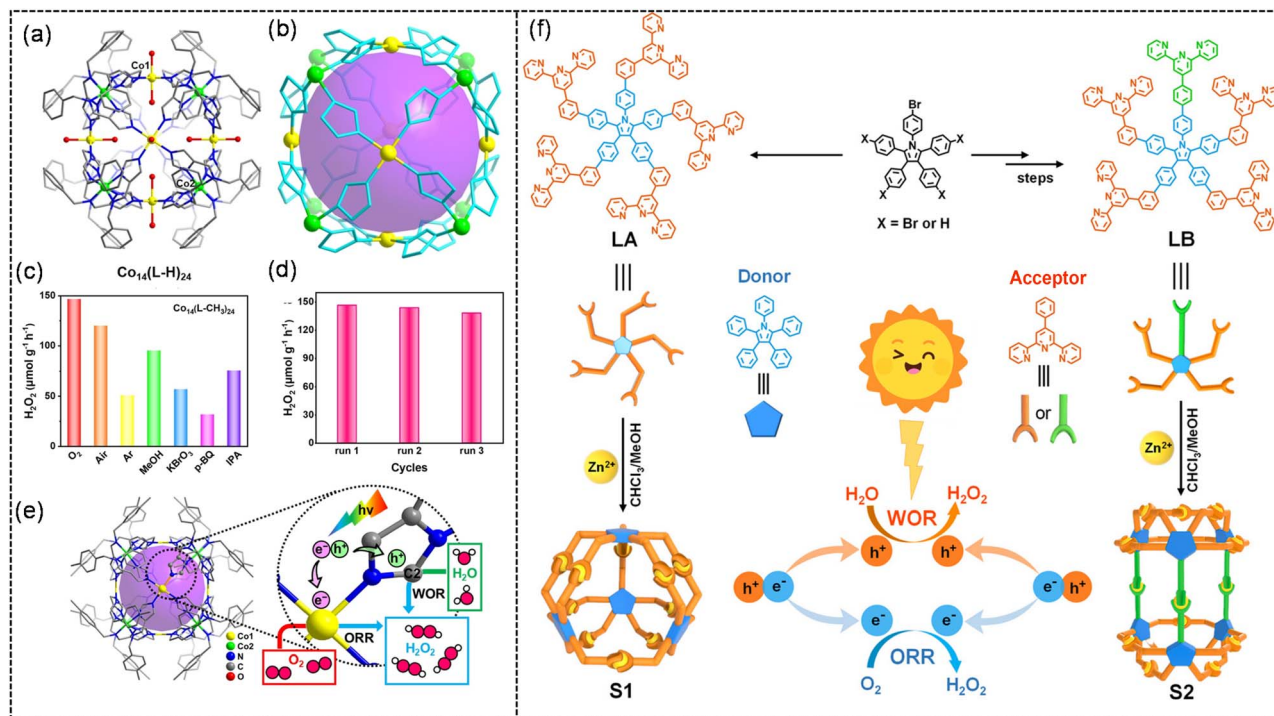 (a)
Co1
Co2
Co₁₄(L-H)₂₄
(b)
(c)
H₂O₂ (μmol g⁻¹ h⁻¹)
150
100
50
0
Co₁₄(L-CH₃)₂₄
O₂
Air
Ar
MeOH
KBrO₃
p-BQ
IPA
(d)
H₂O₂ (μmol g⁻¹ h⁻¹)
150
120
90
60
30
0
run 1
run 2
run 3
Cycles
(e)
Co1
Co2
N
C
O
hv
e⁻
h⁺
h⁺
e⁻
C2
H₂O
WOR
ORR
O₂
H₂O₂
(f)
LA
Br
N
X
X
X
X
X = Br or H
steps
LB
Donor
Acceptor
or
Zn²⁺
CHCl₃/MeOH
Zn²⁺
CHCl₃/MeOH
H₂O
H₂O₂
WOR
h⁺
h⁺
h⁺
e⁻
e⁻
h⁺
e⁻
e⁻
ORR
O₂
H₂O₂
S1
S2